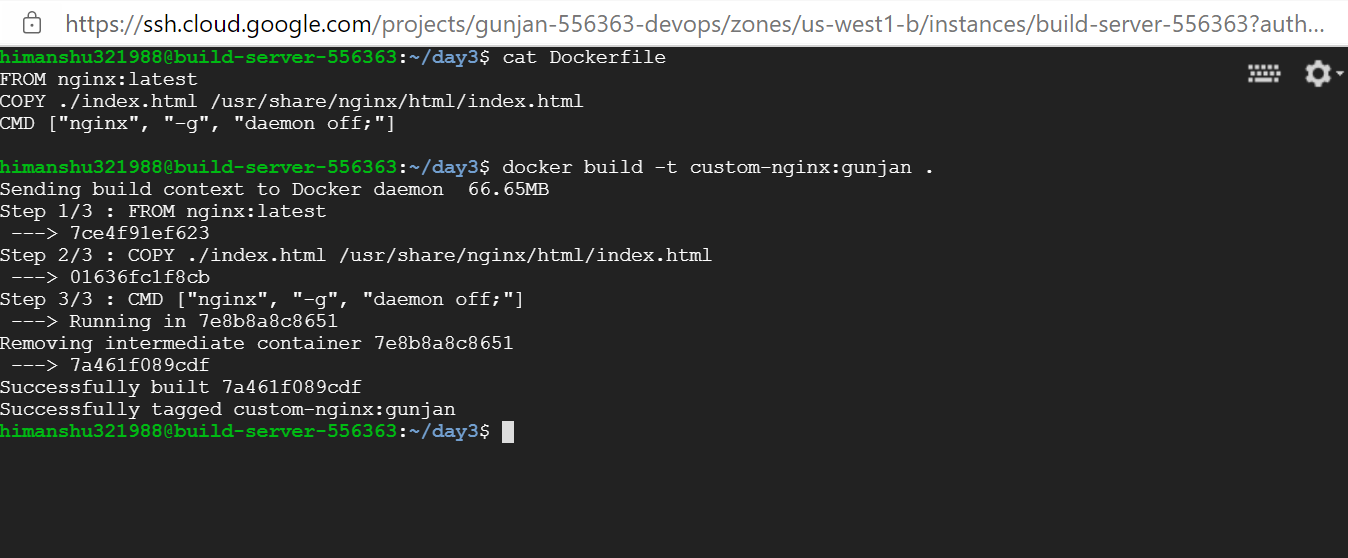 https://ssh.cloud.google.com/projects/gunjan-556363-devops/zones/us-west1-b/instances/build-server-556363?auth...
himanshu321988@build-server-556363:~/day3$ cat Dockerfile
FROM nginx:latest
COPY ./index.html /usr/share/nginx/html/index.html
CMD ["nginx", "-g", "daemon off;"]
himanshu321988@build-server-556363:~/day3$ docker build -t custom-nginx:gunjan .
Sending build context to Docker daemon  66.65MB
Step 1/3 : FROM nginx:latest
 ---> 7ce4f91ef623
Step 2/3 : COPY ./index.html /usr/share/nginx/html/index.html
 ---> 01636fc1f8cb
Step 3/3 : CMD ["nginx", "-g", "daemon off;"]
 ---> Running in 7e8b8a8c8651
Removing intermediate container 7e8b8a8c8651
 ---> 7a461f089cdf
Successfully built 7a461f089cdf
Successfully tagged custom-nginx:gunjan
himanshu321988@build-server-556363:~/day3$